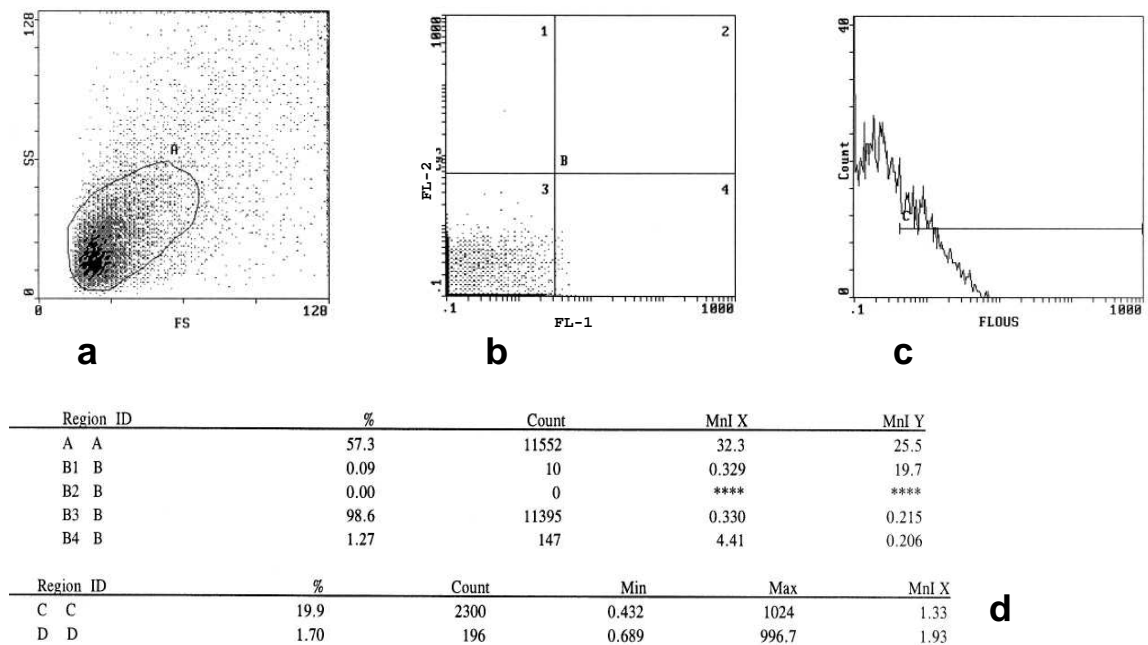 128
55
0
A
0
128
FS
a
1000
FL-2
.1
1
2
B
3
4
.1
1000
FL-1
b
40
Count
0
C
.1
1000
FLOUS
c
Region ID % Count MnI X MnI Y
A A 57.3 11552 32.3 25.5
B1 B 0.09 10 0.329 19.7
B2 B 0.00 0 **** ****
B3 B 98.6 11395 0.330 0.215
B4 B 1.27 147 4.41 0.206
Region ID % Count Min Max MnI X
C C 19.9 2300 0.432 1024 1.33
D D 1.70 196 0.689 996.7 1.93
d